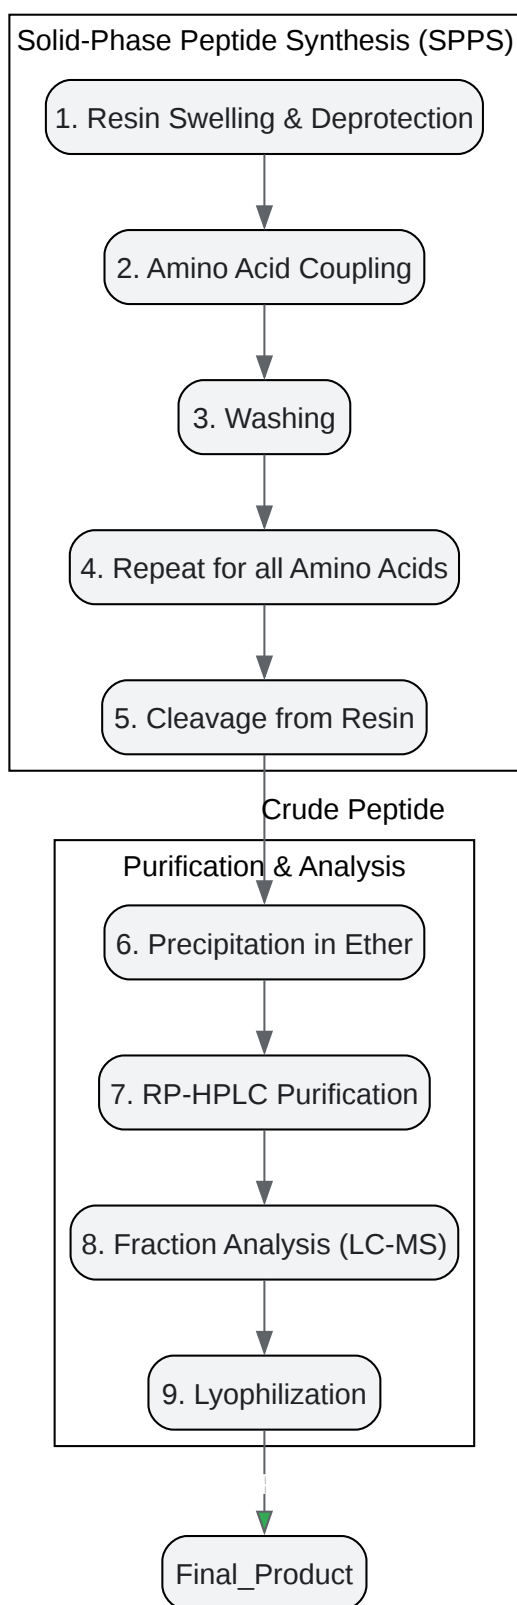 Solid-Phase Peptide Synthesis (SPPS)
1. Resin Swelling & Deprotection
2. Amino Acid Coupling
3. Washing
4. Repeat for all Amino Acids
5. Cleavage from Resin
Crude Peptide
Purification & Analysis
6. Precipitation in Ether
7. RP-HPLC Purification
8. Fraction Analysis (LC-MS)
9. Lyophilization
Final_Product